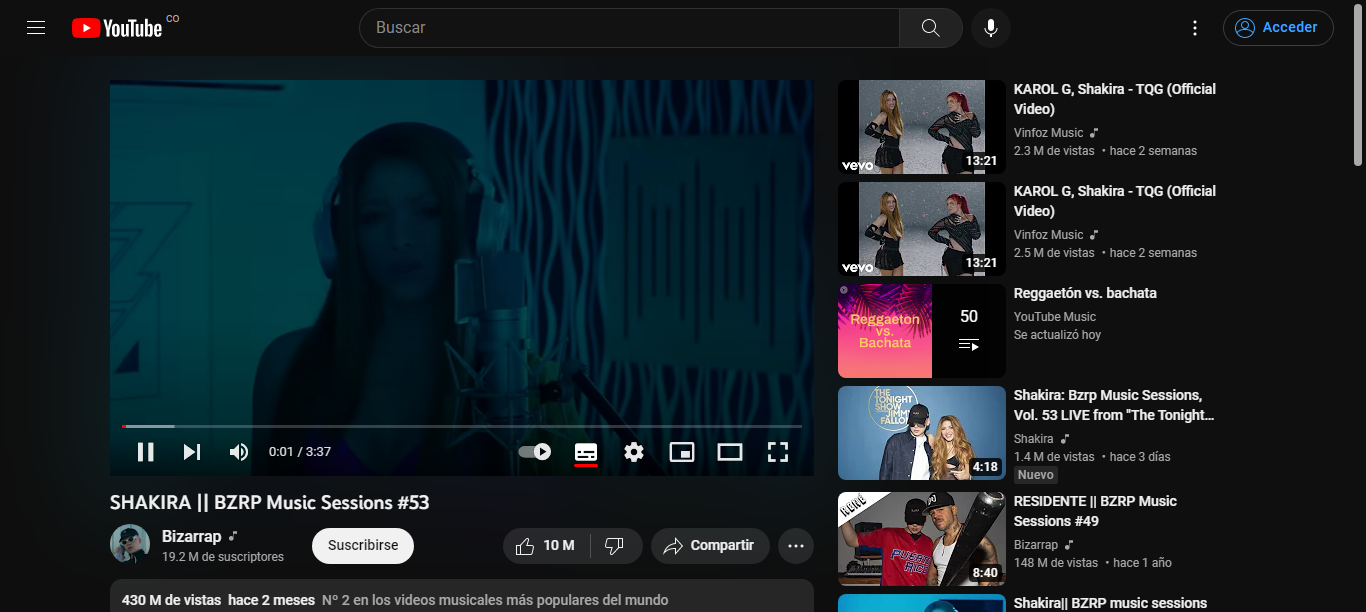 YouTube CO
Buscar
Acceder
vevo
13:21
KAROL G, Shakira - TQG (Official
Video)
Vinfoz Music
2.3 M de vistas • hace 2 semanas
vevo
13:21
KAROL G, Shakira - TQG (Official
Video)
Vinfoz Music
2.5 M de vistas • hace 2 semanas
Reggaeton
vs.
Bachata
50
Reggaetón vs. bachata
YouTube Music
Se actualizó hoy
THE
TONIGHT
SHOW
JIMMY
FALLON
4:18
Shakira: Bzrp Music Sessions,
Vol. 53 LIVE from "The Tonight...
Shakira
1.4 M de vistas • hace 3 días
Nuevo
PUERTO
RICO
8:40
RESIDENTE || BZRP Music
Sessions #49
Bizarrap
148 M de vistas • hace 1 año
Shakira|| BZRP music sessions
0:01 / 3:37
SHAKIRA || BZRP Music Sessions #53
Bizarrap
19.2 M de suscriptores
Suscribirse
10 M
Compartir
430 M de vistas hace 2 meses Nº 2 en los videos musicales más populares del mundo